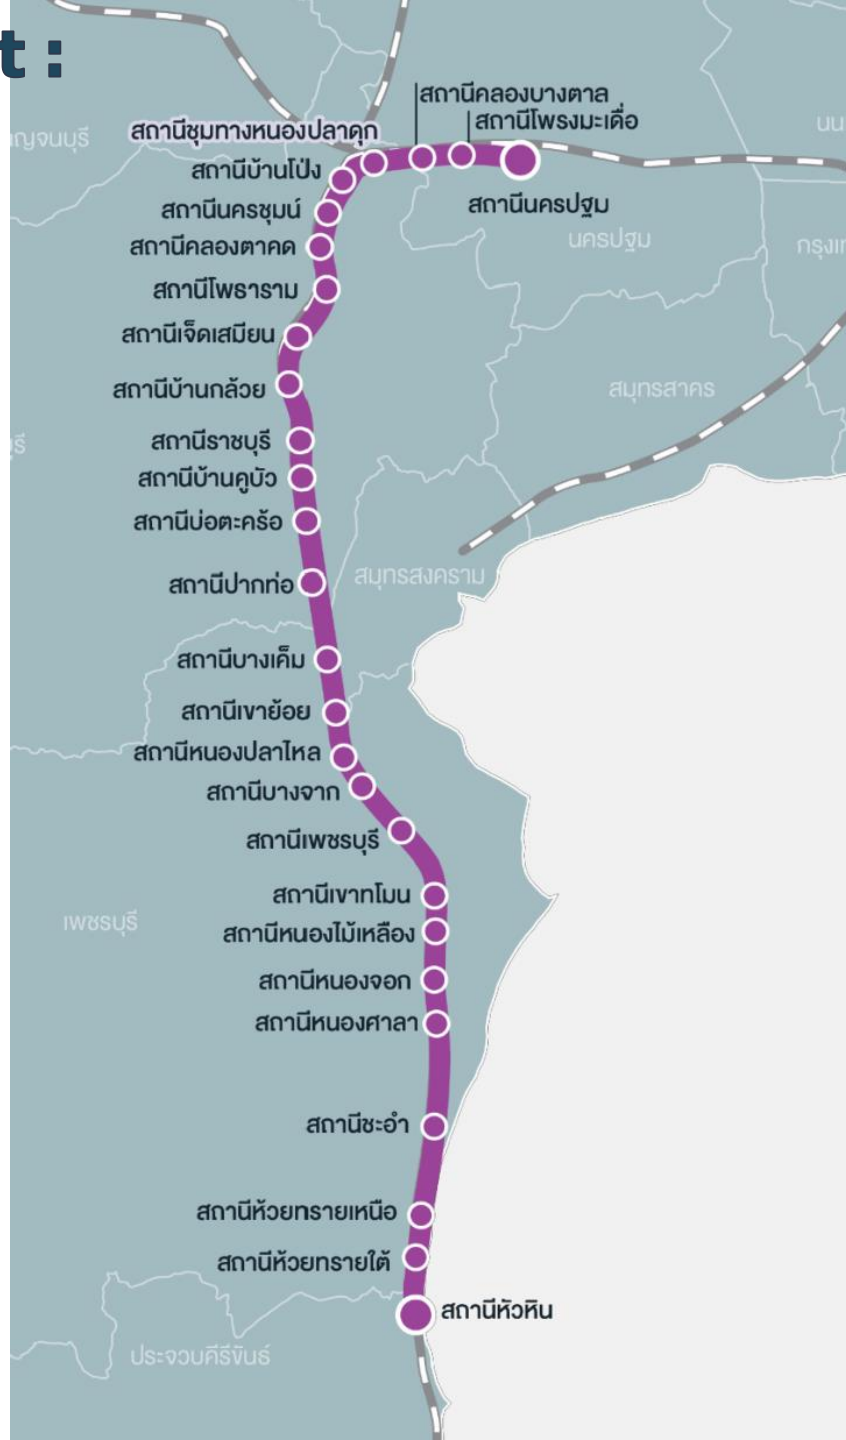 t :
สถานีคลองบางตาล
สถานีโพรงมะเดื่อ
สถานีชุมทางหนองปลาดุก
สถานีบ้านโป่ง
สถานีนครปฐม
สถานีนครชุมน์
นครปฐม
สถานีคลองตาคด
สถานีโพธาราม
สถานีเจ็ดเสมียน
สถานีบ้านกล้วย
สมุทรสาคร
สถานีราชบุรี
สถานีบ้านคูบัว
สถานีบ่อตะคร้อ
สถานีปากท่อ
สมุทรสงคราม
สถานีบางเค็ม
สถานีเขาย้อย
สถานีหนองปลาไหล
สถานีบางจาก
สถานีเพชรบุรี
สถานีเขาทโมน
เพชรบุรี
สถานีหนองไม้เหลือง
สถานีหนองจอก
สถานีหนองศาลา
สถานีชะอำ
สถานีห้วยทรายเหนือ
สถานีห้วยทรายใต้
สถานีหัวหิน
ประจวบคีรีขันธ์